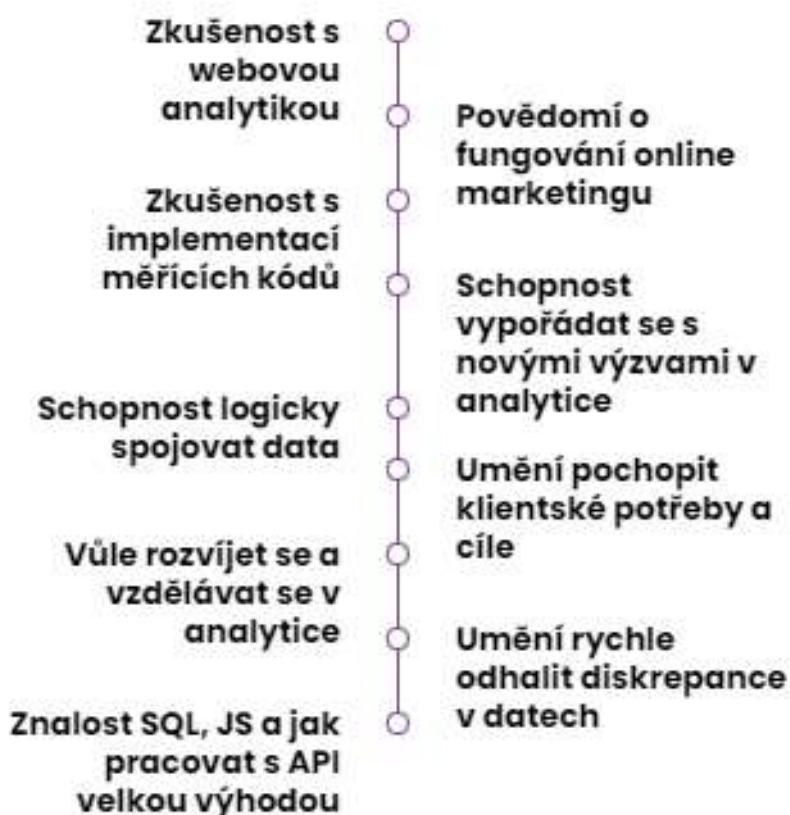 Zkušenost s
webovou
analytikou
Povědomí o
fungování online
marketingu
Zkušenost s
implementací
měřících kódů
Schopnost
vypořádat se s
novými výzvami v
analytice
Schopnost logicky
spojovat data
Umění pochopit
klientské potřeby a
cíle
Vůle rozvíjet se a
vzdělávat se v
analytice
Umění rychle
odhalit diskrepance
v datech
Znalost SQL, JS a jak
pracovat s API
velkou výhodou